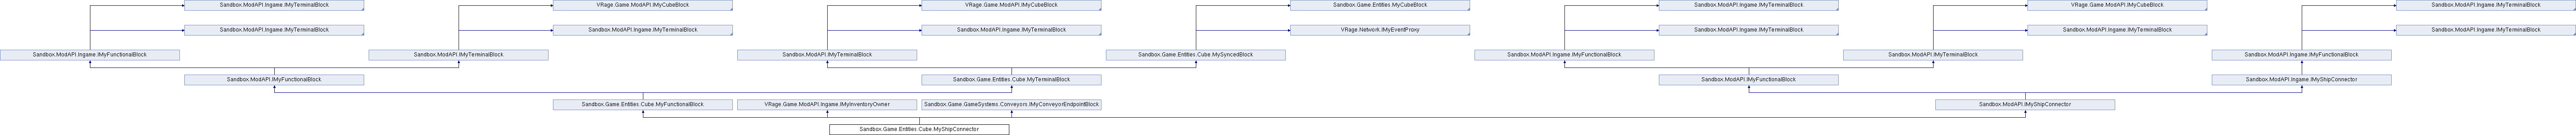 Sandbox.ModAPI.Ingame.IMyTerminalBlock
VRage.Game.ModAPI.IMyCubeBlock
VRage.Game.ModAPI.IMyCubeBlock
Sandbox.Game.Entities.MyCubeBlock
Sandbox.ModAPI.Ingame.IMyTerminalBlock
VRage.Game.ModAPI.IMyCubeBlock
Sandbox.ModAPI.Ingame.IMyTerminalBlock
Sandbox.ModAPI.Ingame.IMyTerminalBlock
Sandbox.ModAPI.Ingame.IMyTerminalBlock
Sandbox.ModAPI.Ingame.IMyTerminalBlock
VRage.Network.IMyEventProxy
Sandbox.ModAPI.Ingame.IMyTerminalBlock
Sandbox.ModAPI.Ingame.IMyTerminalBlock
Sandbox.ModAPI.Ingame.IMyTerminalBlock
Sandbox.ModAPI.Ingame.IMyFunctionalBlock
Sandbox.ModAPI.IMyTerminalBlock
Sandbox.ModAPI.IMyTerminalBlock
Sandbox.Game.Entities.Cube.MySyncedBlock
Sandbox.ModAPI.Ingame.IMyFunctionalBlock
Sandbox.ModAPI.IMyTerminalBlock
Sandbox.ModAPI.Ingame.IMyFunctionalBlock
Sandbox.ModAPI.IMyFunctionalBlock
Sandbox.Game.Entities.Cube.MyTerminalBlock
Sandbox.ModAPI.IMyFunctionalBlock
Sandbox.ModAPI.Ingame.IMyShipConnector
Sandbox.Game.Entities.Cube.MyFunctionalBlock
VRage.Game.ModAPI.Ingame.IMyInventoryOwner
Sandbox.Game.GameSystems.Conveyors.IMyConveyorEndpointBlock
Sandbox.ModAPI.IMyShipConnector
Sandbox.Game.Entities.Cube.MyShipConnector